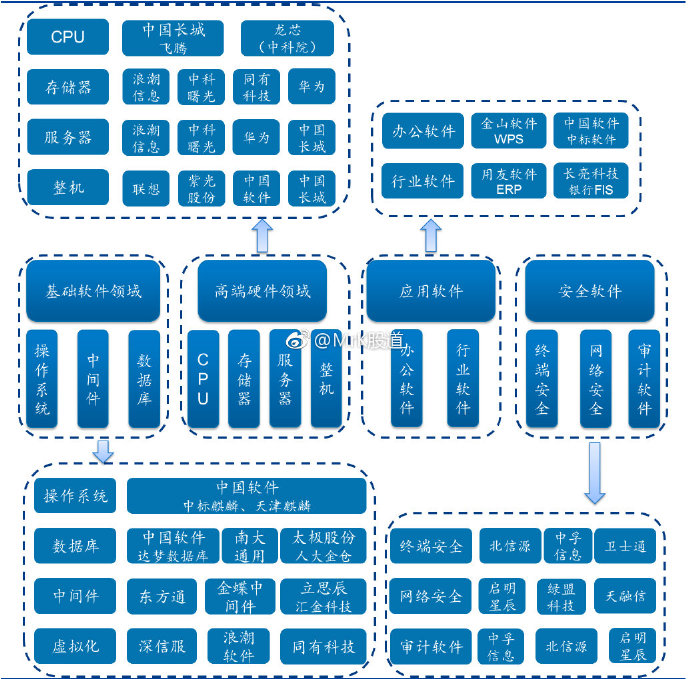 CPU
中国长城
飞腾
龙芯
（中科院）
存储器
浪潮
信息
中科
曙光
同有
科技
华为
服务器
浪潮
信息
中科
曙光
华为
中国
长城
整机
联想
紫光
股份
中国
软件
中国
长城
办公软件
金山软件
WPS
中国软件
中标软件
行业软件
用友软件
ERP
长亮科技
银行FIS
基础软件领域
操作系统
中间件
数据库
高端硬件领域
CPU
存储器
服务器
整机
应用软件
办公软件
行业软件
安全软件
终端安全
网络安全
审计软件
@MrK股道
操作系统
中国软件
中标麒麟、天津麒麟
数据库
中国软件
达梦数据库
南大
通用
太极股份
人大金仓
中间件
东方通
金蝶中
间件
立思辰
汇金科技
虚拟化
深信服
浪潮
软件
同有科技
终端安全
北信源
中孚
信息
卫士通
网络安全
启明
星辰
绿盟
科技
天融信
审计软件
中孚
信息
北信源
启明
星辰